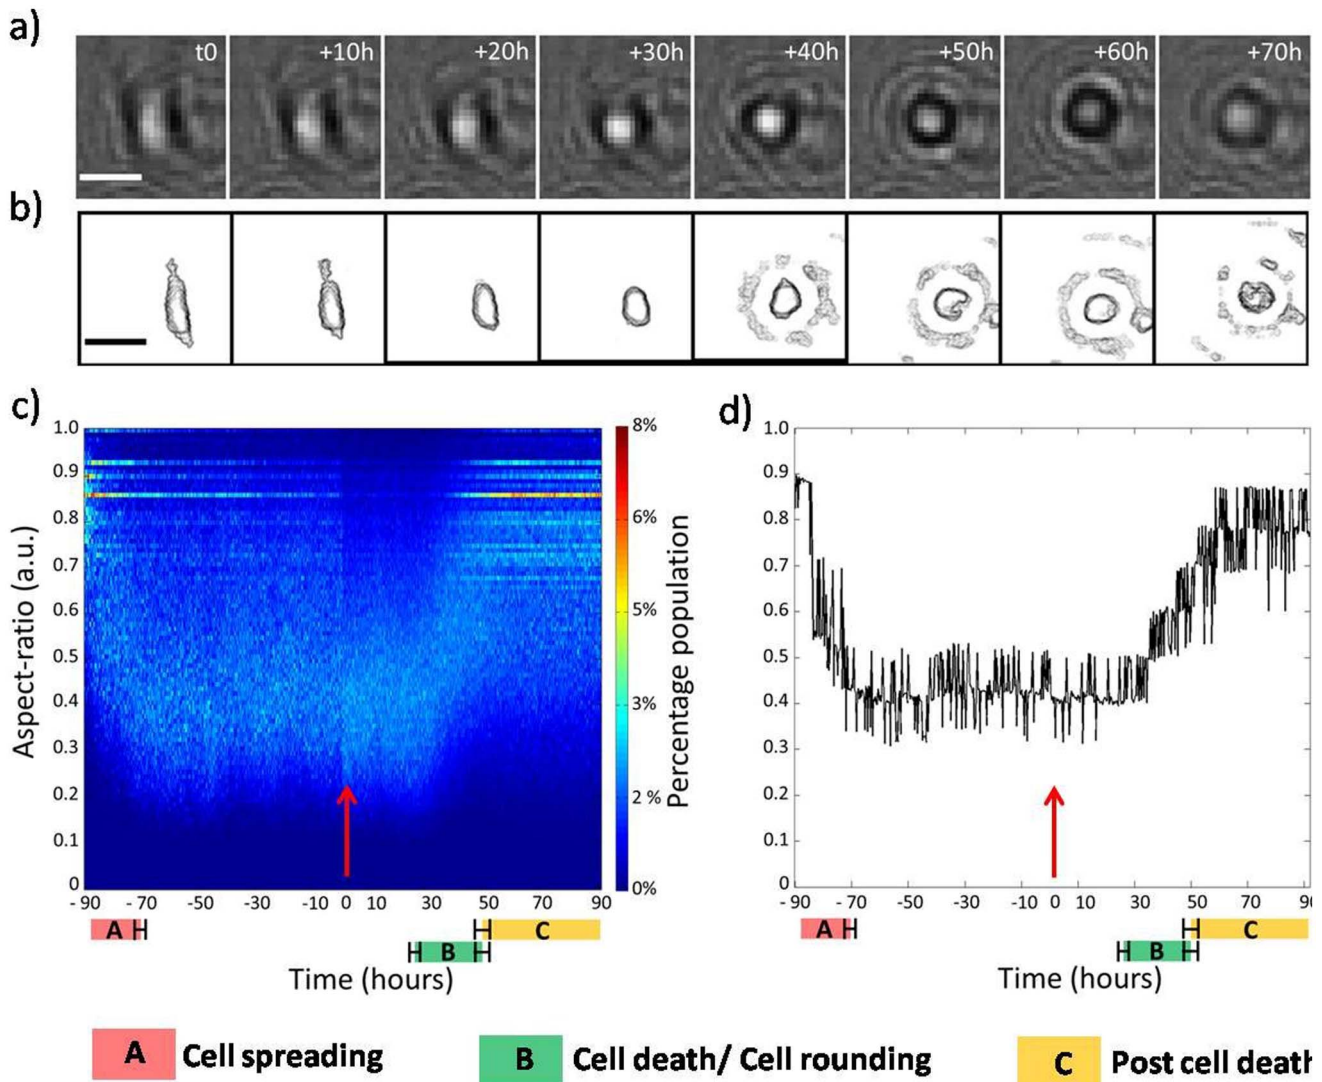 a)
t0 +10h +20h +30h +40h +50h +60h +70h
b)
c)
d)
1.0
0.9
0.8
0.7
0.6
0.5
0.4
0.3
0.2
0.1
0
Aspect-ratio (a.u.)
-90 -70 -50 -30 -10 0 10 30 50 70 90
8%
6%
5%
3%
2 %
0%
Percentage population
A B C
Time (hours)
1.0
0.9
0.8
0.7
0.6
0.5
0.4
0.3
0.2
0.1
0
-90 -70 -50 -30 -10 0 10 30 50 70 90
A B C
Time (hours)
A Cell spreading
B Cell death/ Cell rounding
C Post cell death